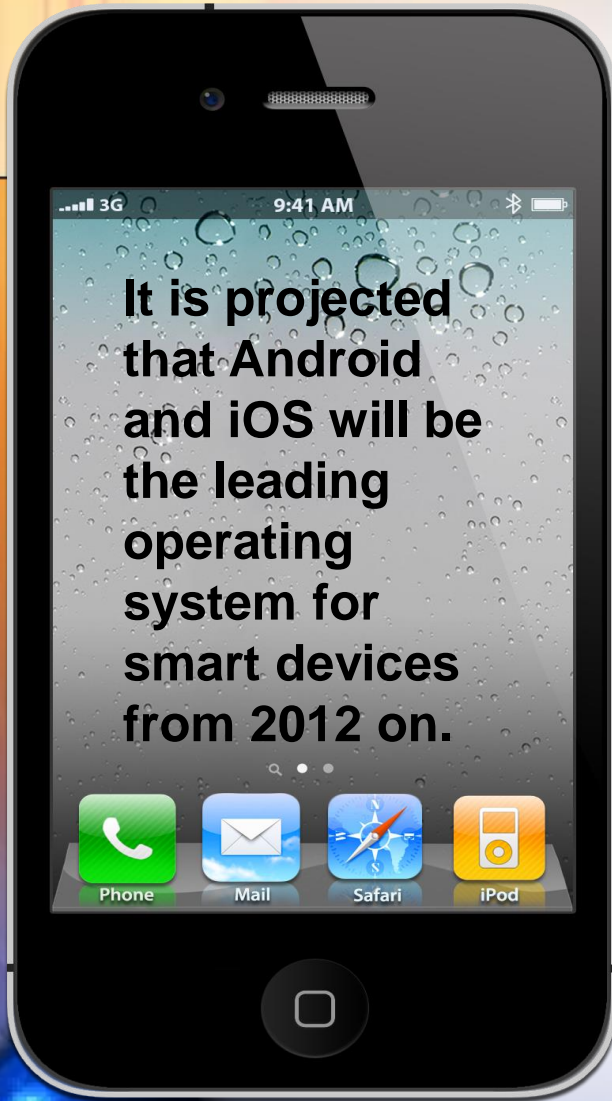 3G 9:41 AM
It is projected
that Android
and iOS will be
the leading
operating
system for
smart devices
from 2012 on.
Phone Mail Safari iPod